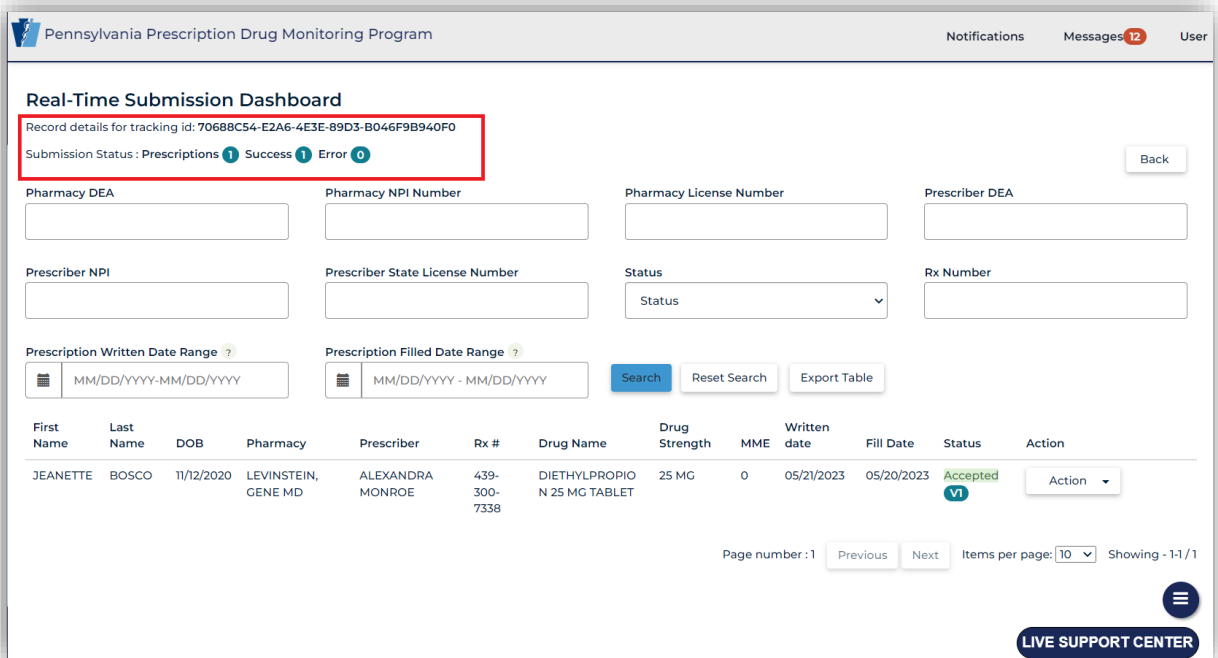 Pennsylvania Prescription Drug Monitoring Program
Notifications Messages 12 User
Real-Time Submission Dashboard
Record details for tracking id: 70688C54-E2A6-4E3E-89D3-B046F9B940F0
Submission Status : Prescriptions 1 Success 1 Error 0
Back
Pharmacy DEA Pharmacy NPI Number Pharmacy License Number Prescriber DEA
Prescriber NPI Prescriber State License Number Status Rx Number
Status
Prescription Written Date Range ? Prescription Filled Date Range ?
MM/DD/YYYY-MM/DD/YYYY MM/DD/YYYY - MM/DD/YYYY Search Reset Search Export Table
First Last Drug Written
Name Name DOB Pharmacy Prescriber Rx # Drug Name Strength MME date Fill Date Status Action
JEANETTE BOSCO 11/12/2020 LEVINSTEIN, ALEXANDRA 439- DIETHYLPROPIO 25 MG 0 05/21/2023 05/20/2023 Accepted Action
GENE MD MONROE 300- N 25 MG TABLET V1
7338
Page number : 1 Previous Next Items per page: 10 Showing - 1-1 / 1
LIVE SUPPORT CENTER